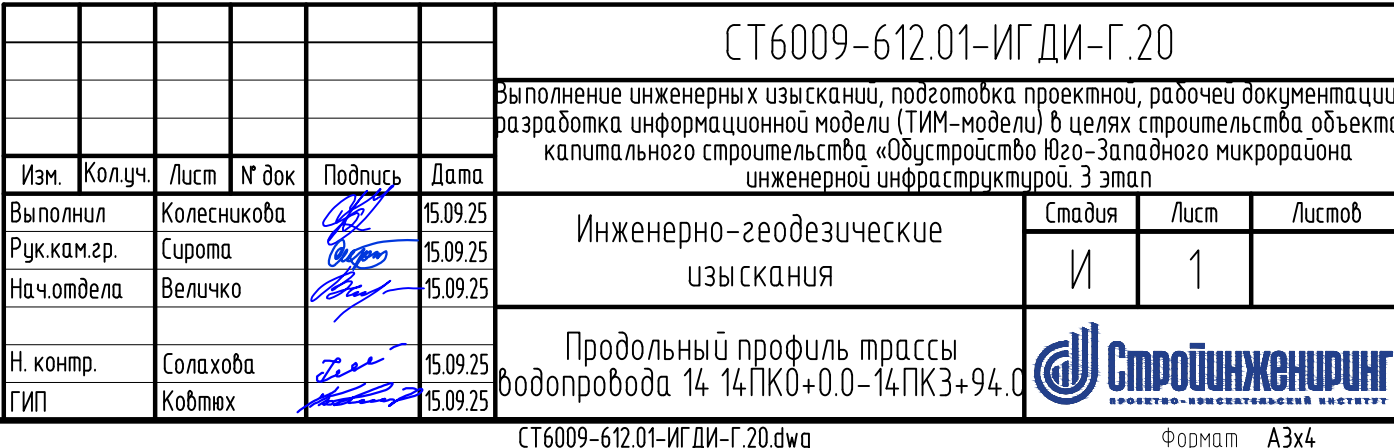 СТ6009-612.01-ИГДИ-Г.20
Выполнение инженерных изысканий, подготовка проектной, рабочей документации
разработка информационной модели (ТИМ-модели) в целях строительства объекта
капитального строительства «Обустройство Юго-Западного микрорайона
инженерной инфраструктурой. 3 этап
Изм. Кол.уч. Лист № док Подпись Дата
Выполнил Колесникова 15.09.25
Рук.кам.гр. Сирота 15.09.25
Нач.отдела Величко 15.09.25
Н. контр. Солахова 15.09.25
ГИП Ковтюх 15.09.25
Инженерно-геодезические
изыскания
Стадия Лист Листов
И 1
Продольный профиль трассы
водопровода 14 14ПК0+0.0-14ПК3+94.0
Стройинжениринг
ПРОЕКТНО-ИЗЫСКАТЕЛЬСКИЙ ИНСТИТУТ
СТ6009-612.01-ИГДИ-Г.20.dwg
Формат А3х4